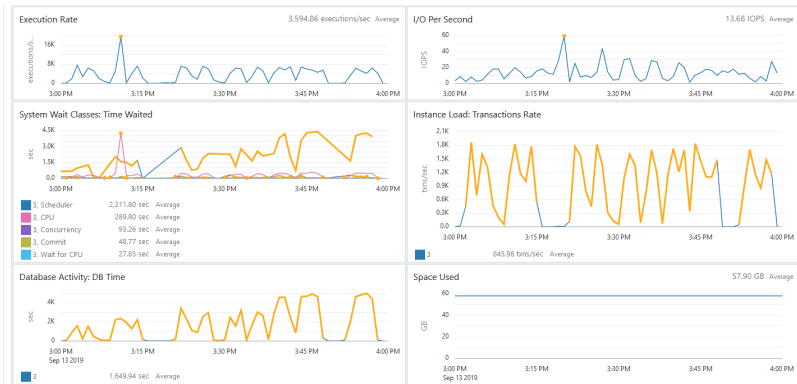 Execution Rate
3,594.86 executions/sec Average
executions/s...
16K
8K
0
3:00 PM 3:15 PM 3:30 PM 3:45 PM 4:00 PM
I/O Per Second
13.68 IOPS Average
IOPS
60
40
20
0
3:00 PM 3:15 PM 3:30 PM 3:45 PM 4:00 PM
System Wait Classes: Time Waited
sec
4.5K
3.0K
1.5K
0
3:00 PM 3:15 PM 3:30 PM 3:45 PM 4:00 PM
3, Scheduler 2,211.80 sec Average
3, CPU 289.80 sec Average
3, Concurrency 93.26 sec Average
3, Commit 48.77 sec Average
3, Wait for CPU 27.85 sec Average
Instance Load: Transactions Rate
txns/sec
2.1K
1.8K
1.5K
1.2K
0.9K
0.6K
0.3K
0.0K
3:00 PM 3:15 PM 3:30 PM 3:45 PM 4:00 PM
3 845.96 txns/sec Average
Database Activity: DB Time
sec
4K
2K
0
3:00 PM 3:15 PM 3:30 PM 3:45 PM 4:00 PM
Sep 13 2019
3 1,649.94 sec Average
Space Used
57.90 GB Average
GB
60
40
20
0
3:00 PM 3:15 PM 3:30 PM 3:45 PM 4:00 PM
Sep 13 2019